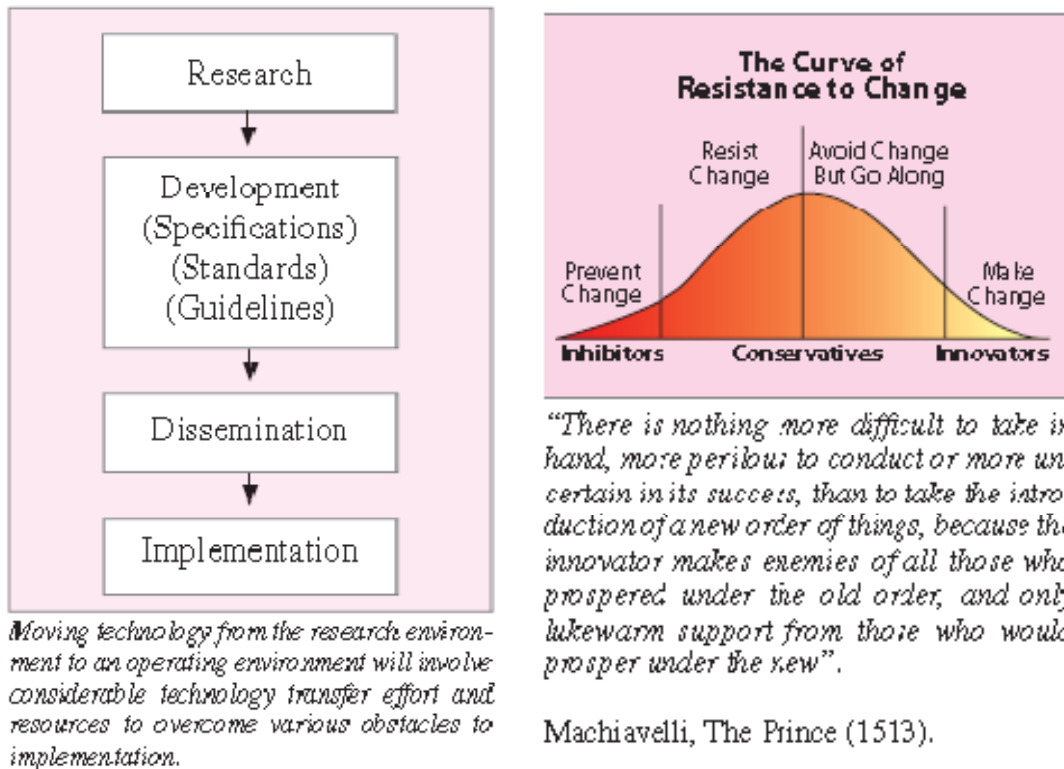 Research
Development
(Specifications)
(Standards)
(Guidelines)
Dissemination
Implementation
Moving technology from the research environ-
ment to an operating environment will involve
considerable technology transfer effort and
resources to overcome various obstacles to
implementation.
The Curve of
Resistance to Change
Resist
Change
Avoid Change
But Go Along
Prevent
Change
Make
Change
Inhibitors
Conservatives
Innovators
“There is nothing more difficult to take in
hand, more perilous to conduct or more un
certain in its success, than to take the intro
duction of a new order of things, because the
innovator makes enemies of all those who
prospered under the old order, and only
lukewarm support from those who would
prosper under the new”.
Machiavelli, The Prince (1513).